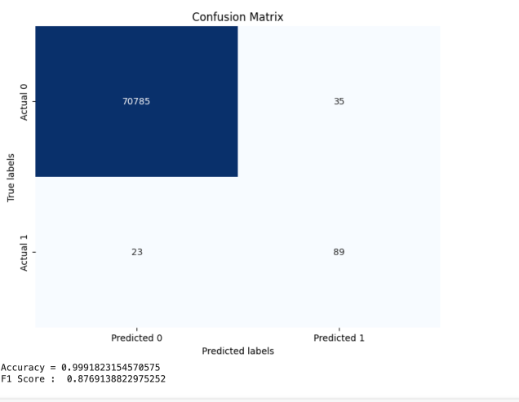 Confusion Matrix
Actual 0
70785
35
True labels
Actual 1
23
89
Predicted 0
Predicted 1
Predicted labels
Accuracy = 0.9991823154570575
F1 Score : 0.8769138822975252